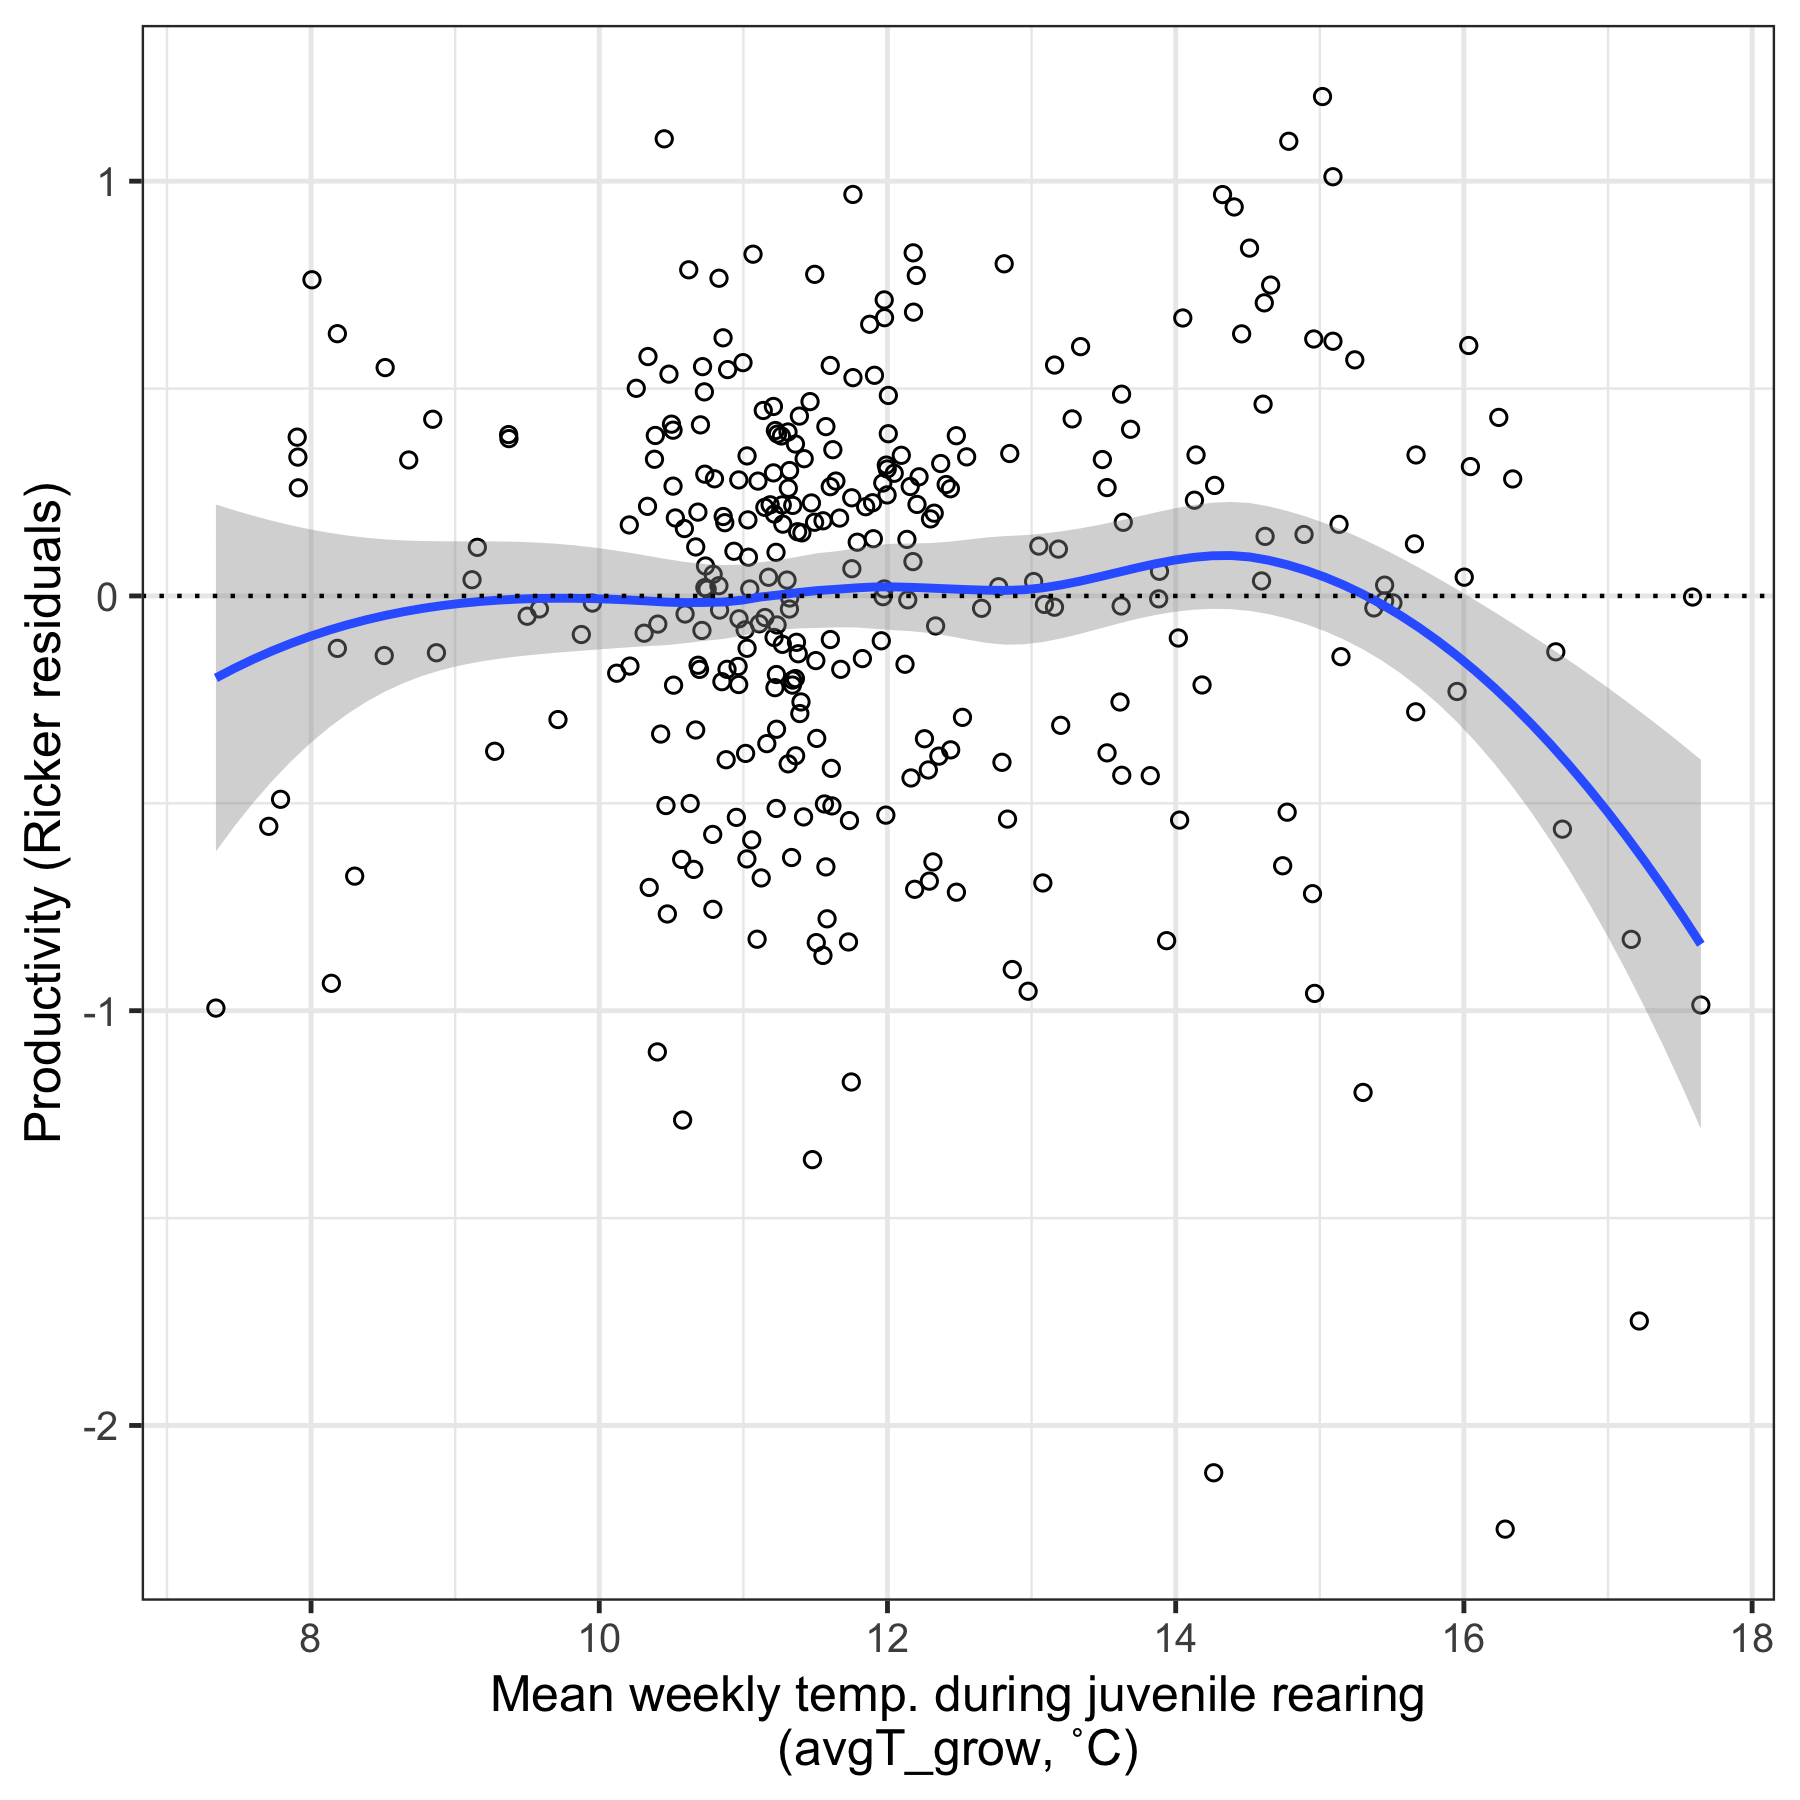 Productivity (Ricker residuals)
1
0
-1
-2
8 10 12 14 16 18
Mean weekly temp. during juvenile rearing
(avgT_grow, ˚C)